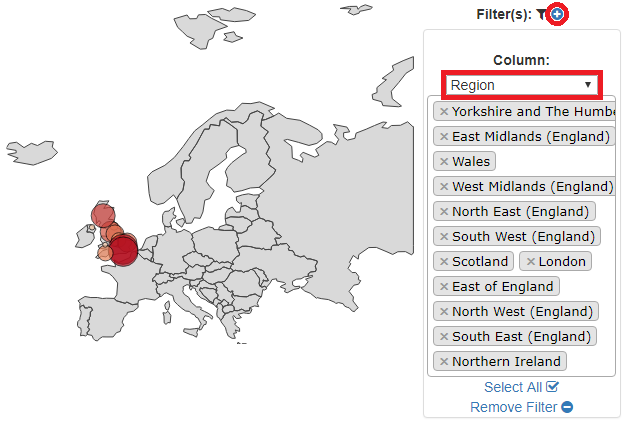 Filter(s):
Column:
Region
× Yorkshire and The Humbe
× East Midlands (England)
× Wales
× West Midlands (England)
× North East (England)
× South West (England)
× Scotland × London
× East of England
× North West (England)
× South East (England)
× Northern Ireland
Select All
Remove Filter